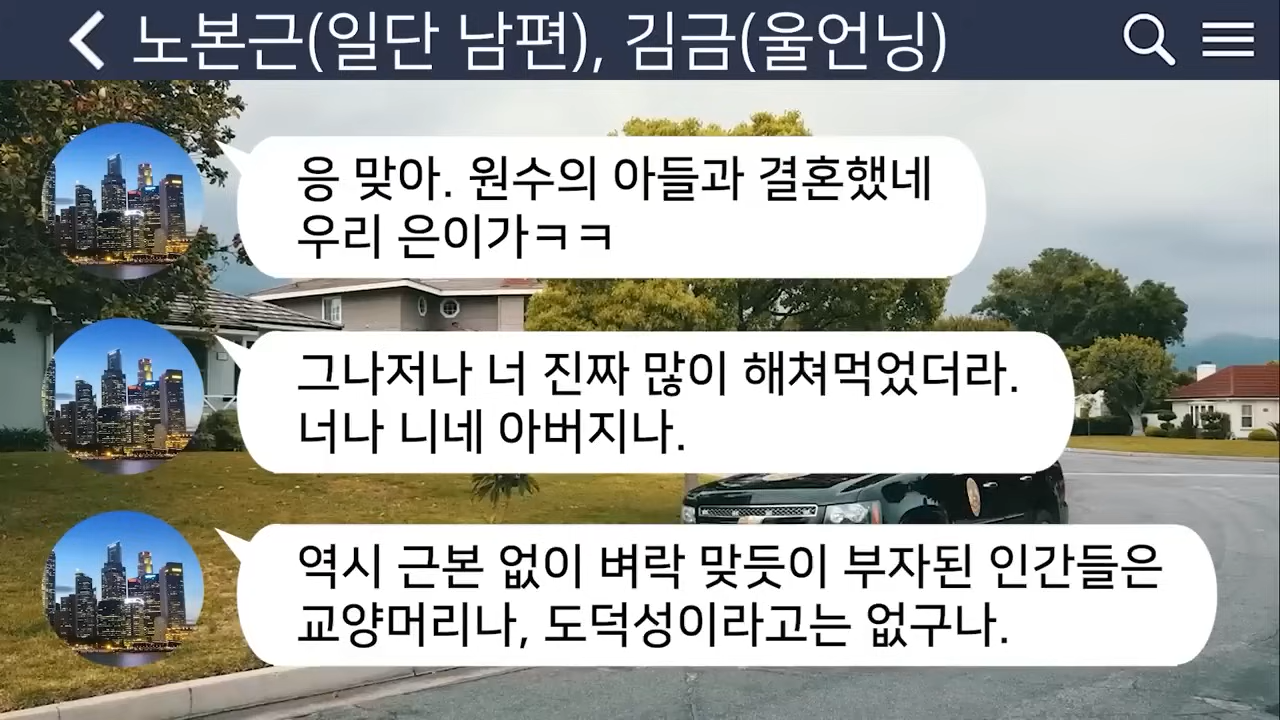 노본근(일단 남편), 김금(울언닝)
응 맞아. 원수의 아들과 결혼했네
우리 은이가ㅋㅋ
그나저나 너 진짜 많이 해쳐먹었더라.
너나 니네 아버지나.
역시 근본 없이 벼락 맞듯이 부자된 인간들은
교양머리나, 도덕성이라고는 없구나.